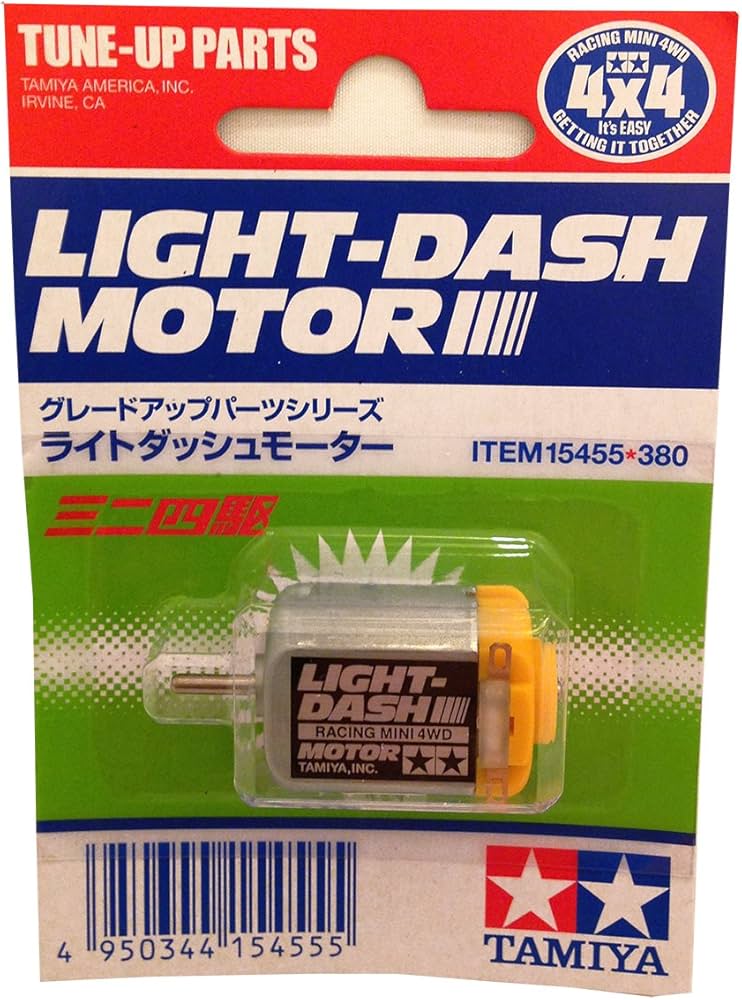 TUNE-UP PARTS
TAMIYA AMERICA, INC.
IRVINE, CA
RACING MINI 4WD
4x4
It's EASY
GETTING IT TOGETHER
LIGHT-DASH
MOTOR
グレードアップパーツシリーズ
ライトダッシュモーター
ITEM15455*380
ミニ四駆
LIGHT-
DASH
RACING MINI 4WD
MOTOR
TAMIYA, INC.
4 950344 154555
TAMIYA